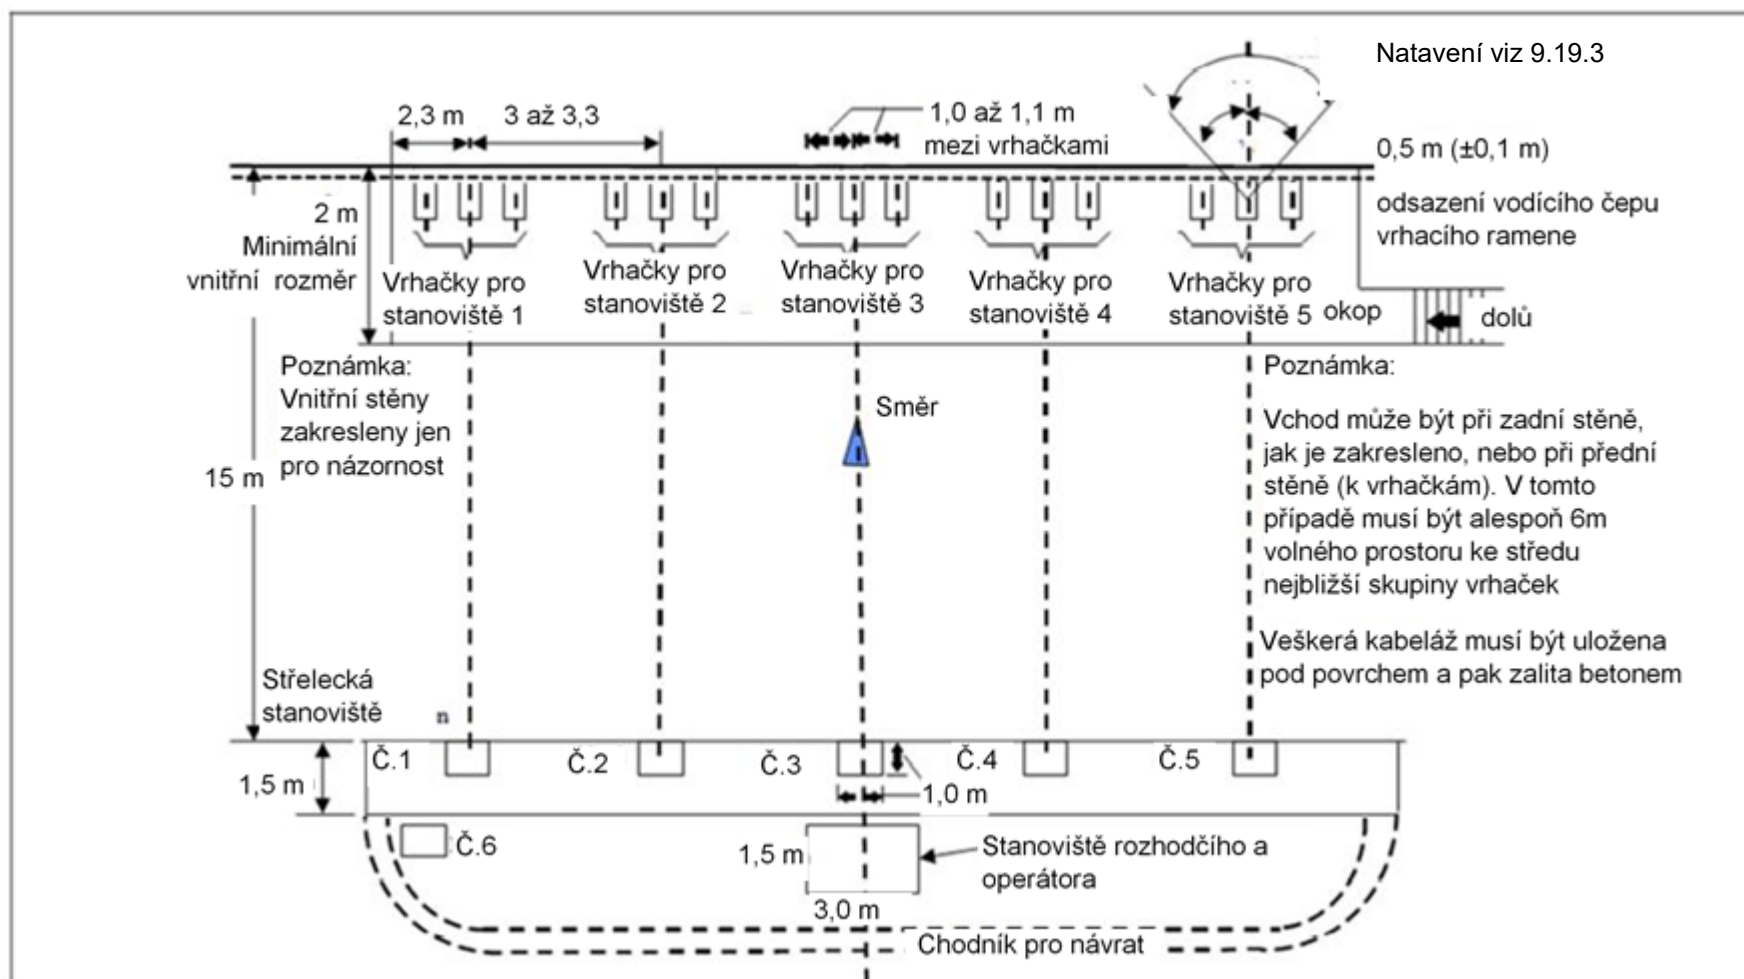 Natavení viz 9.19.3
2,3 m
3 až 3,3
1,0 až 1,1 m
mezi vrhačkami
0,5 m (±0,1 m)
odsazení vodícího čepu
vrhacího ramene
2 m
Minimální
vnitřní rozměr
Vrhačky pro
stanoviště 1
Vrhačky pro
stanoviště 2
Vrhačky pro
stanoviště 3
Vrhačky pro
stanoviště 4
Vrhačky pro
stanoviště 5
okop
dolů
Poznámka:
Vnitřní stěny
zakresleny jen
pro názornost
15 m
Směr
Poznámka:
Vchod může být při zadní stěně,
jak je zakresleno, nebo při přední
stěně (k vrhačkám). V tomto
případě musí být alespoň 6m
volného prostoru ke středu
nejbližší skupiny vrhaček
Veškerá kabeláž musí být uložena
pod povrchem a pak zalita betonem
Střelecká
stanoviště
n
Č.1
Č.2
Č.3
Č.4
Č.5
1,5 m
1,0 m
Č.6
1,5 m
3,0 m
Stanoviště rozhodčího a
operátora
Chodník pro návrat